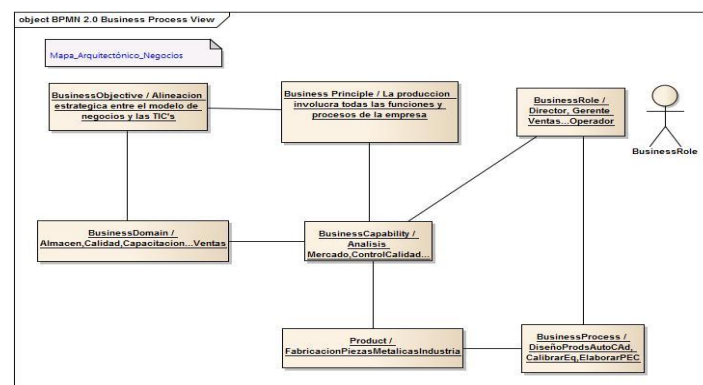 object BPMN 2.0 Business Process View
Mapa_Arquitectónico_Negocios
BusinessObjective / Alineacion
estrategica entre el modelo de
negocios y las TIC's
Business Principle / La produccion
involucra todas las funciones y
procesos de la empresa
BusinessRole /
Director, Gerente
Ventas...Operador
BusinessRole
BusinessDomain /
Almacen,Calidad,Capacitacion...Ventas
BusinessCapability /
Analisis
Mercado,ControlCalidad...
Product /
FabricacionPiezasMetalicasIndustria
BusinessProcess /
DiseñoProdsAutoCAd,
CalibrarEq,ElaborarPEC